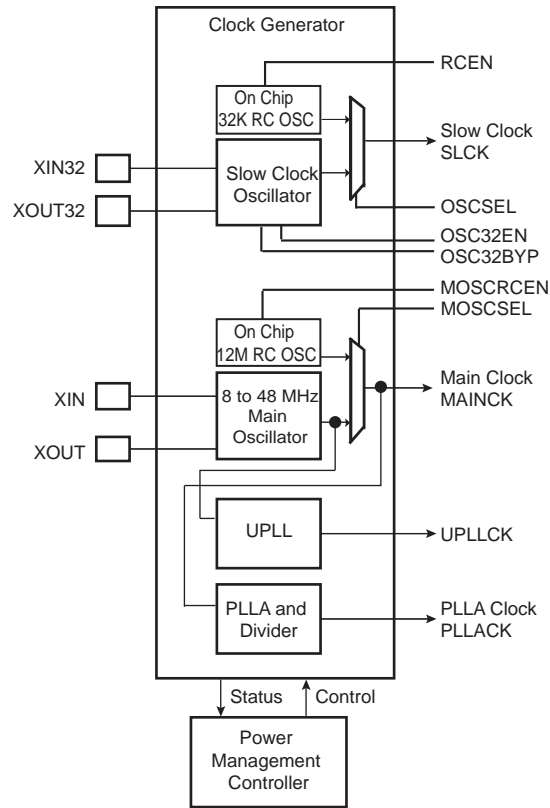 Clock Generator
RCEN
On Chip
32K RC OSC
Slow Clock
SLCK
XIN32
Slow Clock
Oscillator
XOUT32
OSCSEL
OSC32EN
OSC32BYP
MOSCRCEN
MOSCSEL
On Chip
12M RC OSC
Main Clock
MAINCK
XIN
8 to 48 MHz
Main
Oscillator
XOUT
UPLL
UPLLCK
PLLA and
Divider
PLLA Clock
PLLACK
Status
Control
Power
Management
Controller